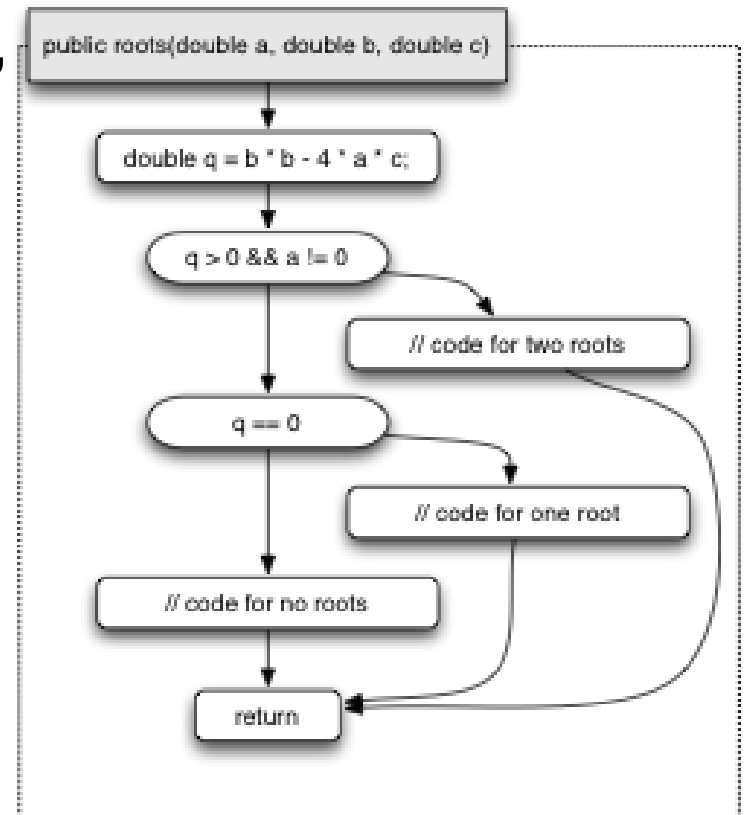 public roots(double a, double b, double c)
double q = b * b - 4 * a * c;
q > 0 && a != 0
// code for two roots
q == 0
// code for one root
// code for no roots
return